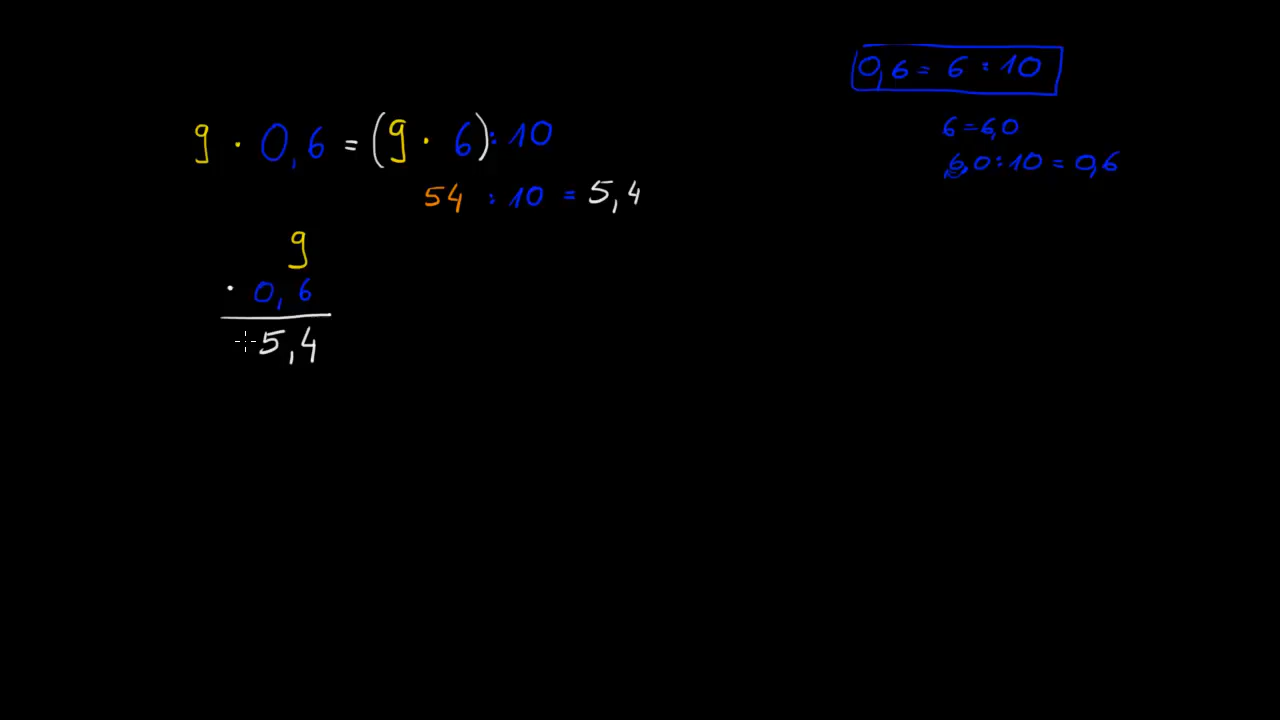 0,6 = 6 : 10
6 = 6,0
6,0 : 10 = 0,6
9 · 0,6 = (9 · 6) : 10
54 : 10 = 5,4
9
· 0,6
5,4